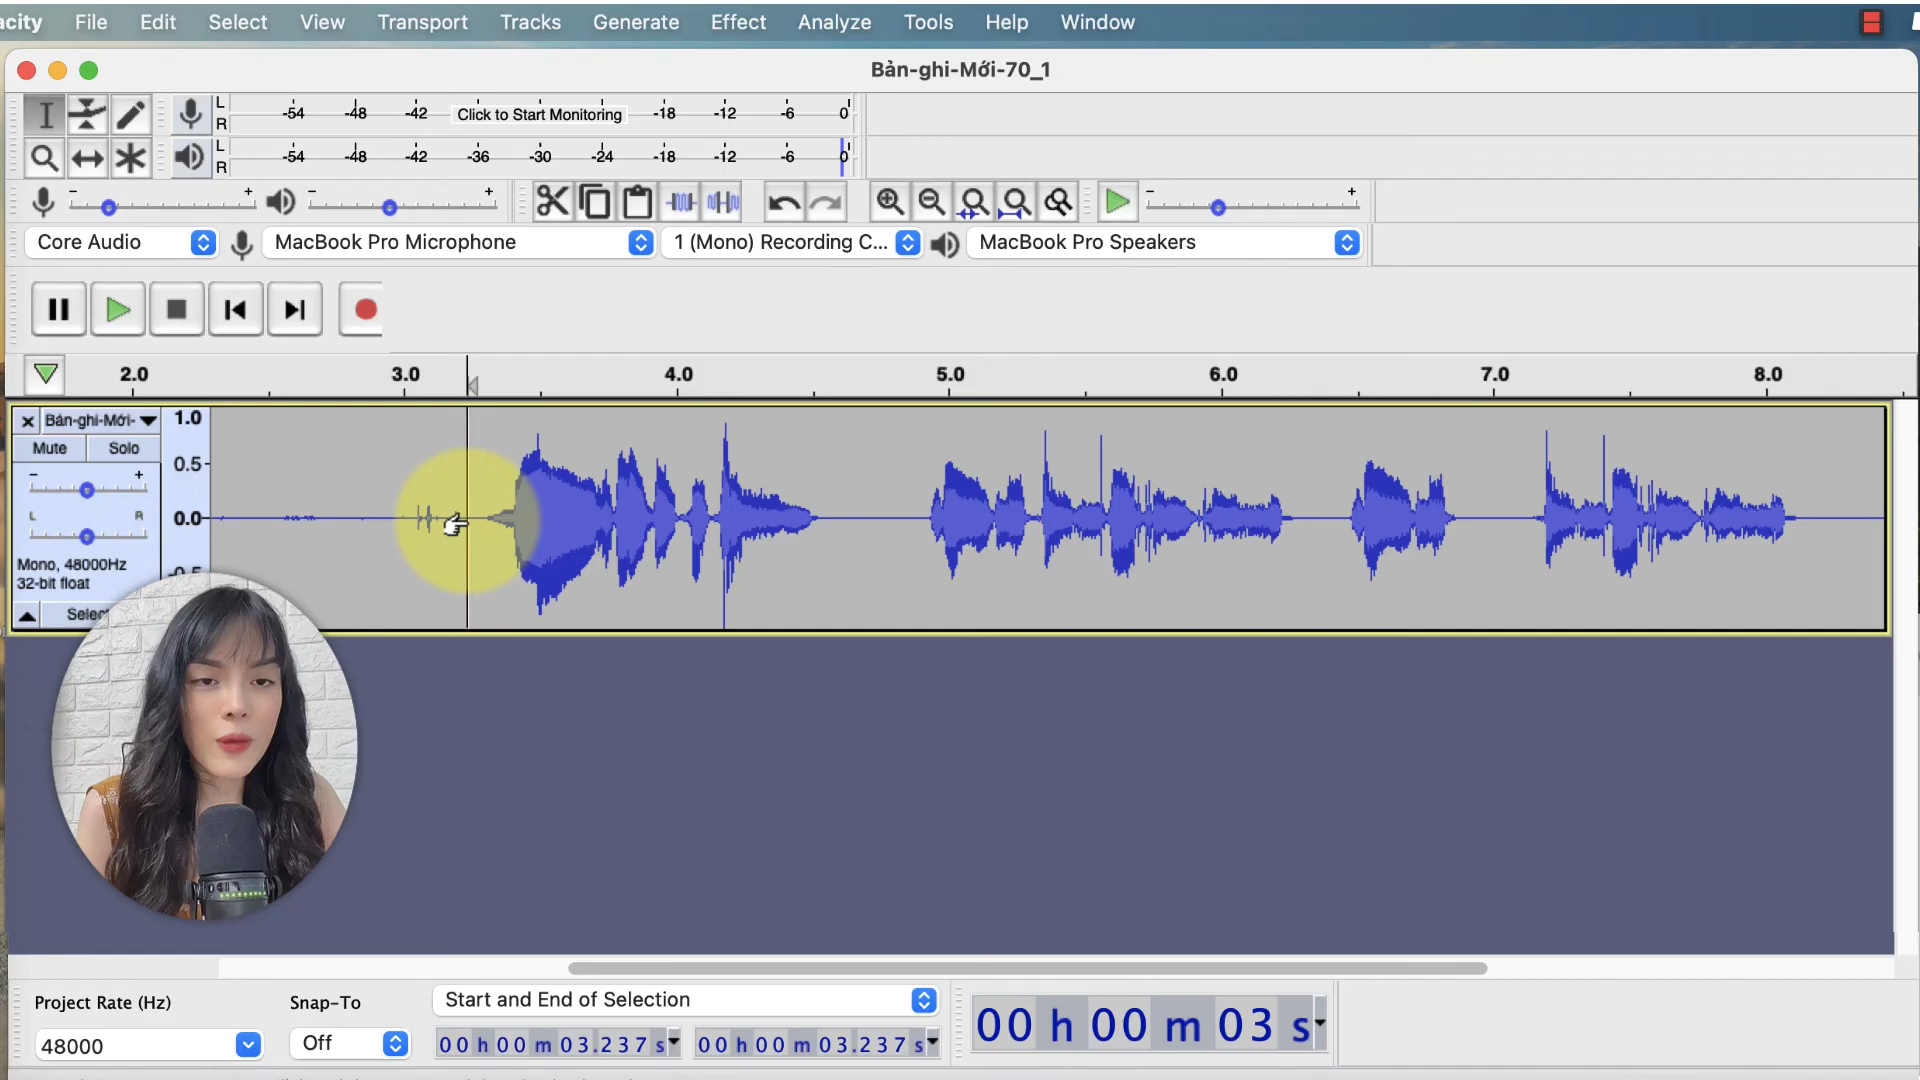 acity File Edit Select View Transport Tracks Generate Effect Analyze Tools Help Window
Bản-ghi-Mới-70_1
L
R
-54 -48 -42 Click to Start Monitoring -18 -12 -6 0
L
R
-54 -48 -42 -36 -30 -24 -18 -12 -6 0
- + - + - +
Core Audio MacBook Pro Microphone 1 (Mono) Recording C... MacBook Pro Speakers
2.0 3.0 4.0 5.0 6.0 7.0 8.0
Bản-ghi-Mới- 1.0
Mute Solo
0.5
- +
L R
0.0
Mono, 48000Hz
-0.5
32-bit float
Selec
Project Rate (Hz) Snap-To Start and End of Selection
48000 Off 00 h 00 m 03.237 s 00 h 00 m 03.237 s 00 h 00 m 03 s